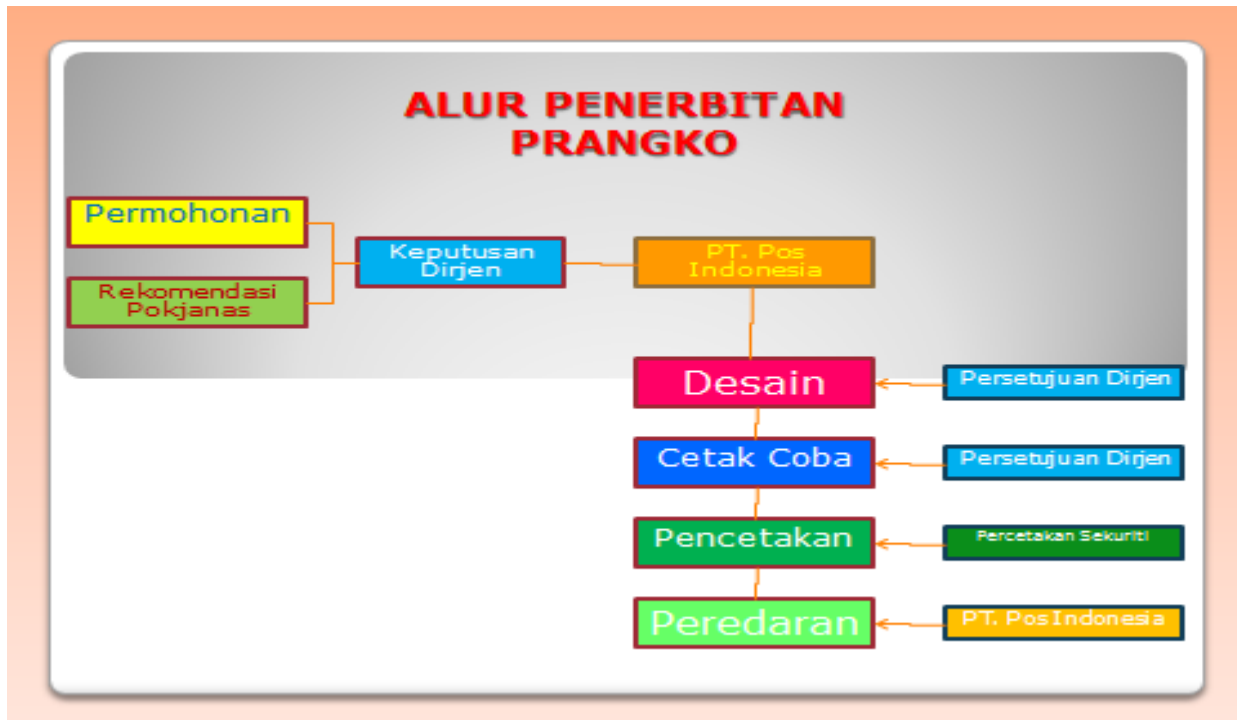 ALUR PENERBITAN
PRANGKO
Permohonan
Rekomendasi
Pokjanas
Keputusan
Dirjen
PT. Pos
Indonesia
Desain
Persetujuan Dirjen
Cetak Coba
Persetujuan Dirjen
Pencetakan
Percetakan Sekuriti
Peredaran
PT. Pos Indonesia